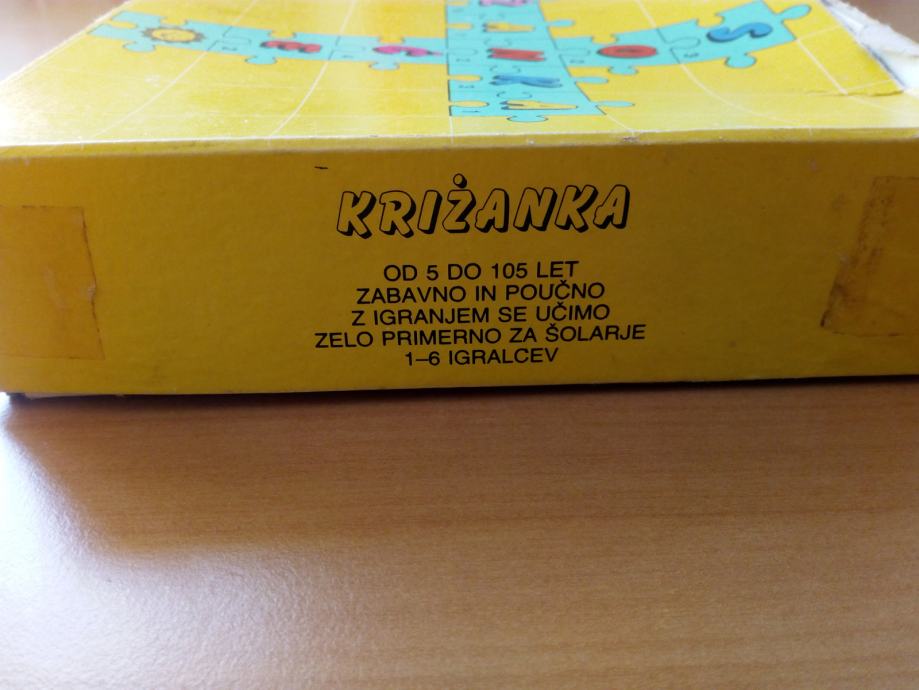 KRIŻANKA
OD 5 DO 105 LET
ZABAVNO IN POUČNO
Z IGRANJEM SE UČIMO
ZELO PRIMERNO ZA ŠOLARJE
1–6 IGRALCEV